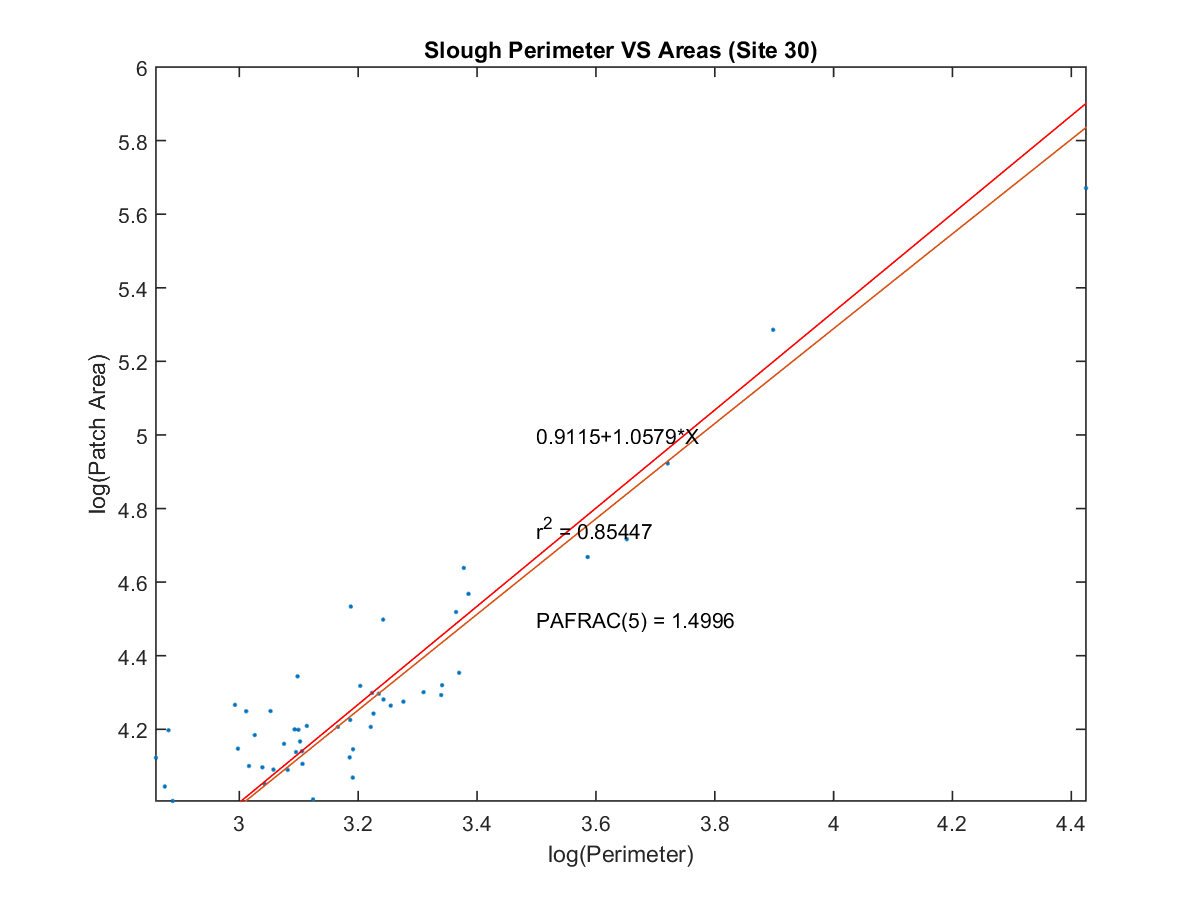 Slough Perimeter VS Areas (Site 30)
6
5.8
5.6
5.4
5.2
5
4.8
4.6
4.4
4.2
log(Patch Area)
0.9115+1.0579*X
r² = 0.85447
PAFRAC(5) = 1.4996
3 3.2 3.4 3.6 3.8 4 4.2 4.4
log(Perimeter)